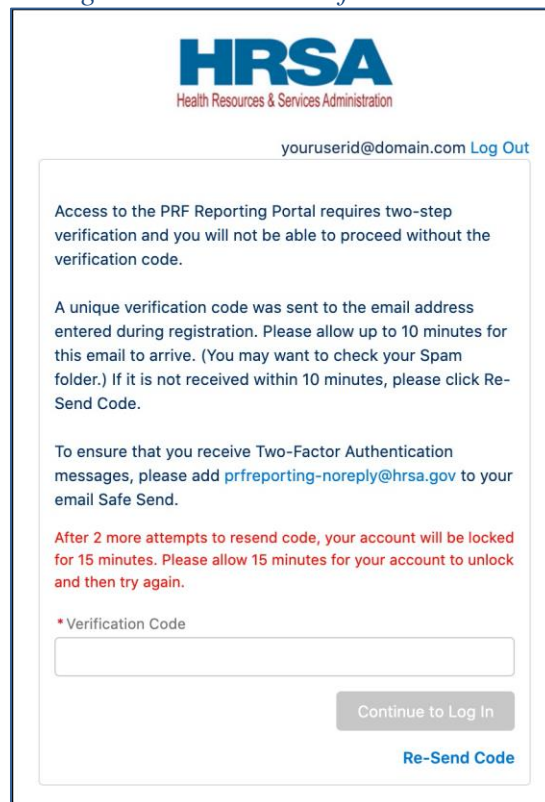 HRSA
Health Resources & Services Administration
youruserid@domain.com Log Out
Access to the PRF Reporting Portal requires two-step
verification and you will not be able to proceed without the
verification code.
A unique verification code was sent to the email address
entered during registration. Please allow up to 10 minutes for
this email to arrive. (You may want to check your Spam
folder.) If it is not received within 10 minutes, please click Re-
Send Code.
To ensure that you receive Two-Factor Authentication
messages, please add prfreporting-noreply@hrsa.gov to your
email Safe Send.
After 2 more attempts to resend code, your account will be locked
for 15 minutes. Please allow 15 minutes for your account to unlock
and then try again.
* Verification Code
Continue to Log In
Re-Send Code